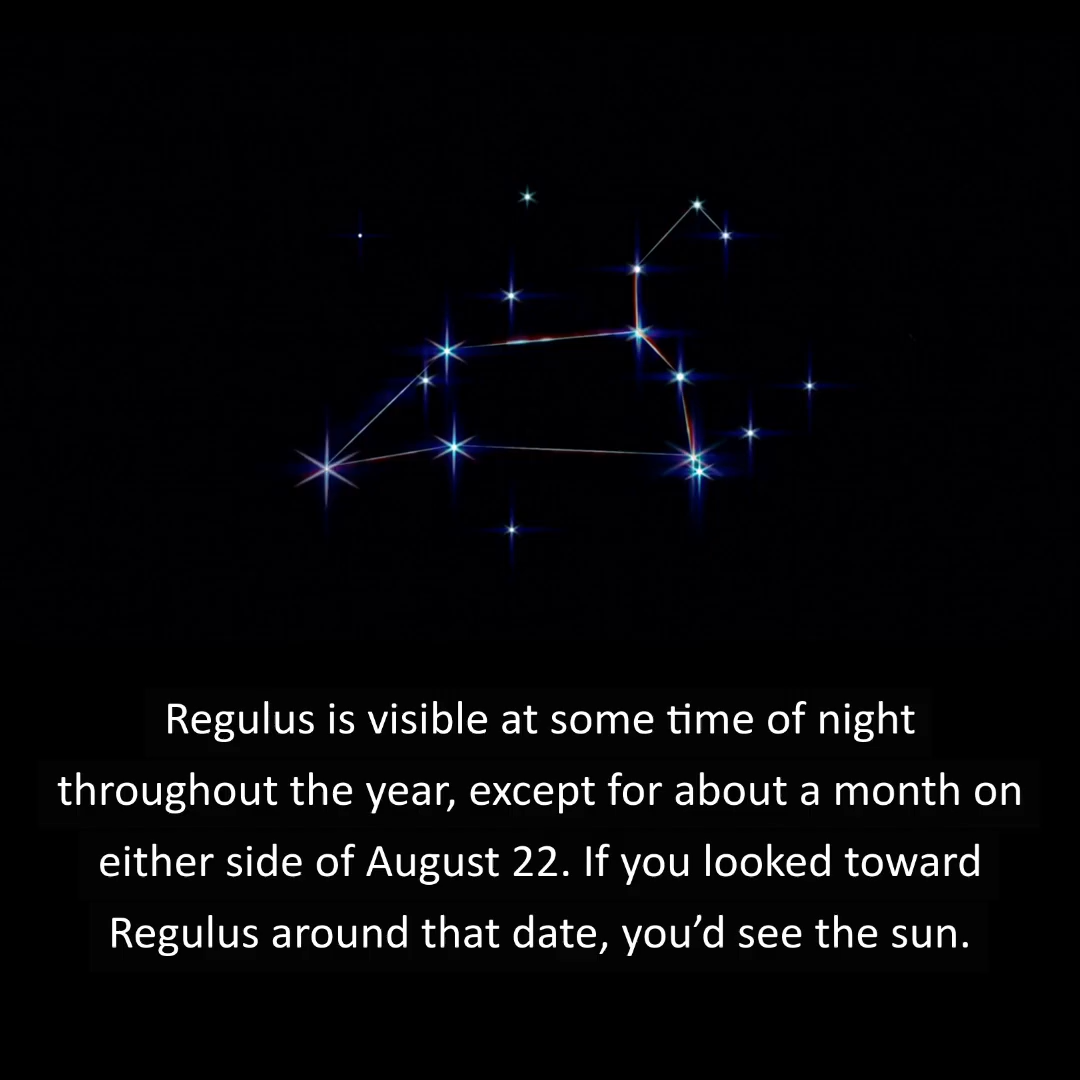 Regulus is visible at some time of night
throughout the year, except for about a month on
either side of August 22. If you looked toward
Regulus around that date, you’d see the sun.